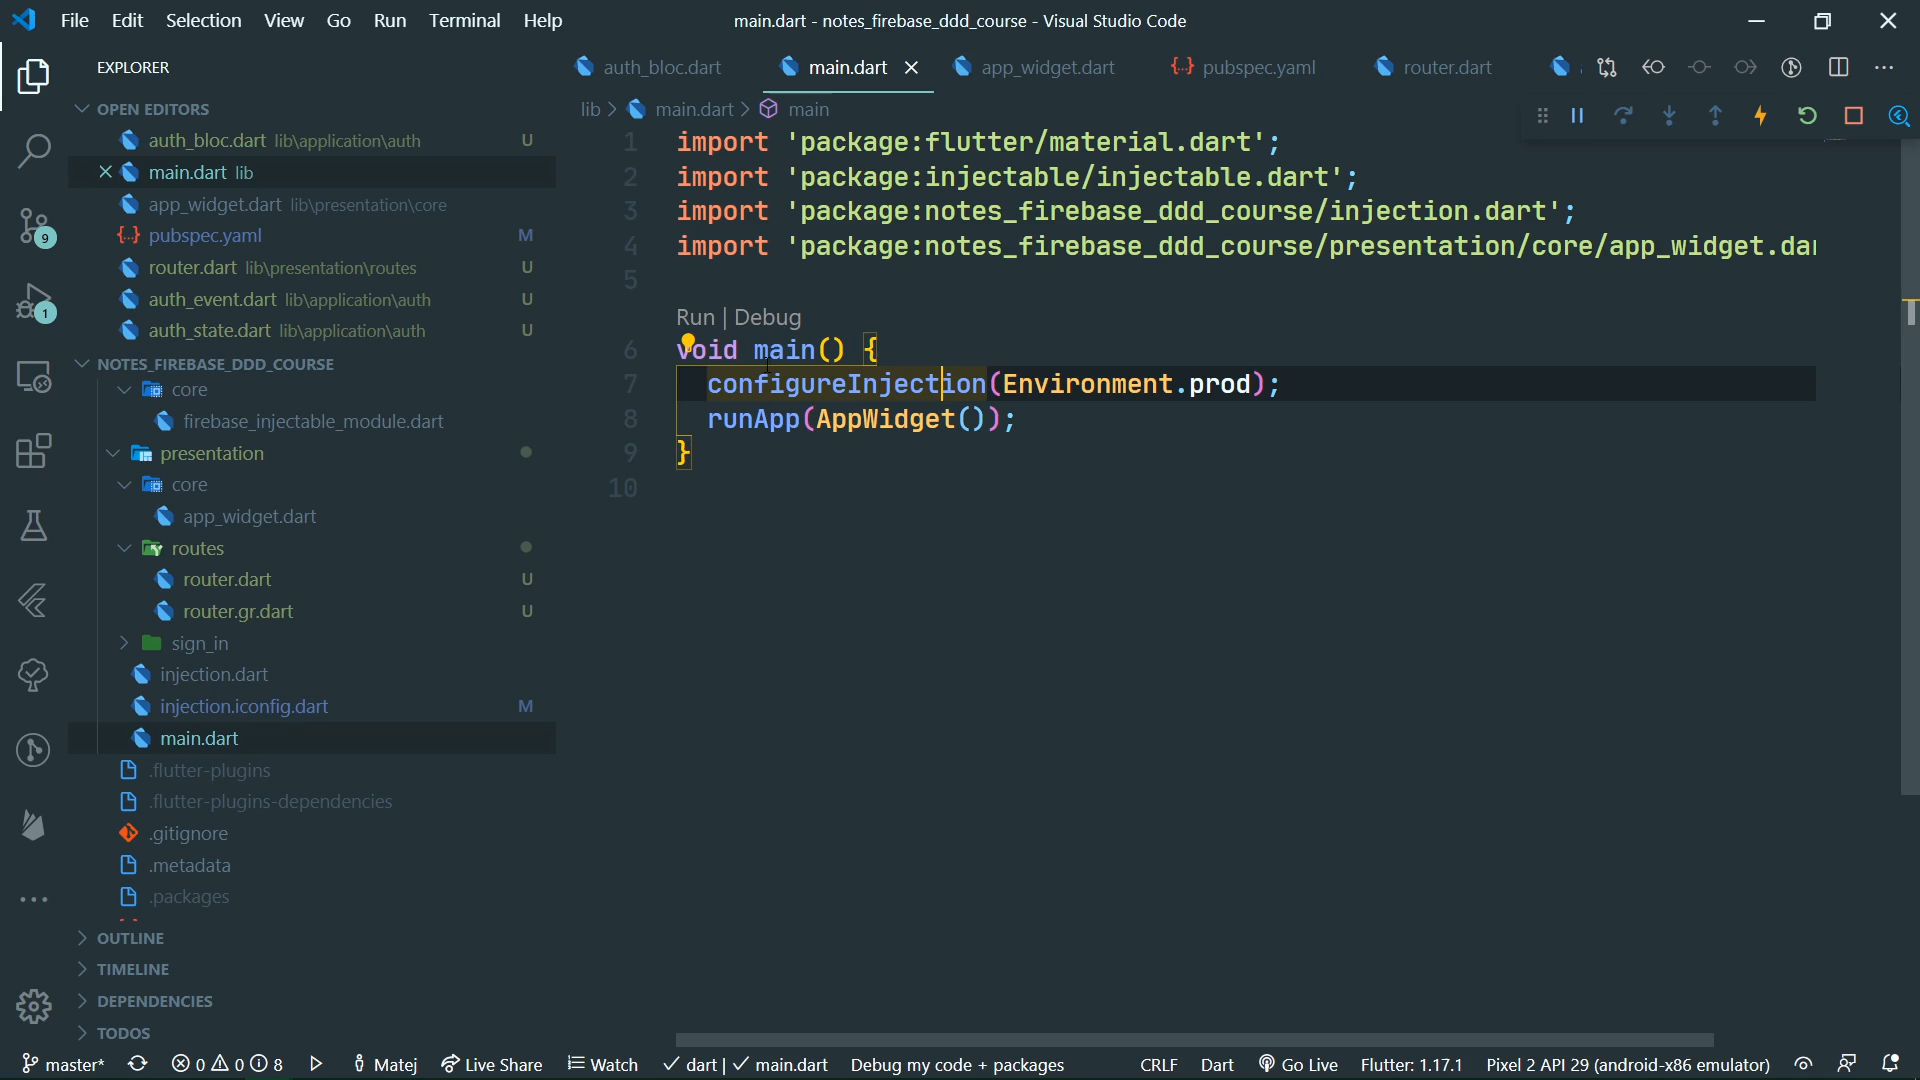 File Edit Selection View Go Run Terminal Help
main.dart - notes_firebase_ddd_course - Visual Studio Code
EXPLORER
OPEN EDITORS
auth_bloc.dart lib\application\auth U
main.dart lib
app_widget.dart lib\presentation\core
pubspec.yaml M
router.dart lib\presentation\routes U
auth_event.dart lib\application\auth U
auth_state.dart lib\application\auth U
NOTES_FIREBASE_DDD_COURSE
core
firebase_injectable_module.dart
presentation
core
app_widget.dart
routes
router.dart U
router.gr.dart U
sign_in
injection.dart
injection.iconfig.dart M
main.dart
.flutter-plugins
.flutter-plugins-dependencies
.gitignore
.metadata
.packages
OUTLINE
TIMELINE
DEPENDENCIES
TODOS
9
1
auth_bloc.dart main.dart app_widget.dart pubspec.yaml router.dart
lib > main.dart > main
1 import 'package:flutter/material.dart';
2 import 'package:injectable/injectable.dart';
3 import 'package:notes_firebase_ddd_course/injection.dart';
4 import 'package:notes_firebase_ddd_course/presentation/core/app_widget.dar
5
Run | Debug
6 void main() {
7 configureInjection(Environment.prod);
8 runApp(AppWidget());
9 }
10
master* 0 0 8 Matej Live Share Watch dart | main.dart Debug my code + packages CRLF Dart Go Live Flutter: 1.17.1 Pixel 2 API 29 (android-x86 emulator)